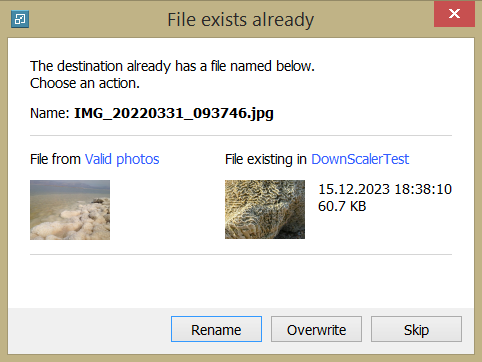 File exists already
The destination already has a file named below.
Choose an action.
Name: IMG_20220331_093746.jpg
File from Valid photos
File existing in DownScalerTest
15.12.2023 18:38:10
60.7 KB
Rename
Overwrite
Skip